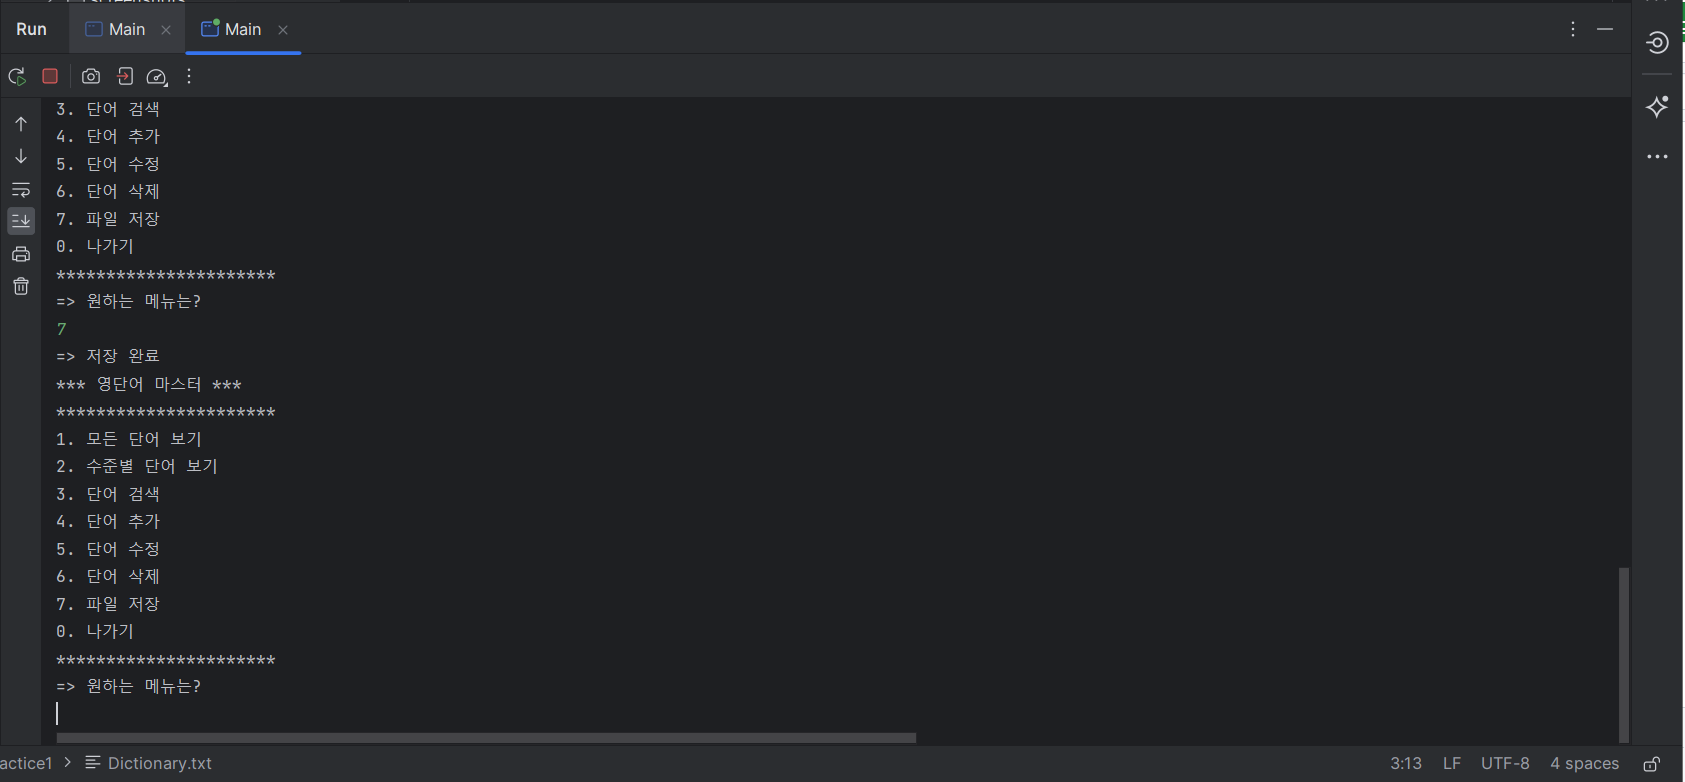 Run Main Main
3. 단어 검색
4. 단어 추가
5. 단어 수정
6. 단어 삭제
7. 파일 저장
0. 나가기
**********************
=> 원하는 메뉴는?
7
=> 저장 완료
*** 영단어 마스터 ***
**********************
1. 모든 단어 보기
2. 수준별 단어 보기
3. 단어 검색
4. 단어 추가
5. 단어 수정
6. 단어 삭제
7. 파일 저장
0. 나가기
**********************
=> 원하는 메뉴는?
actice1 > Dictionary.txt 3:13 LF UTF-8 4 spaces